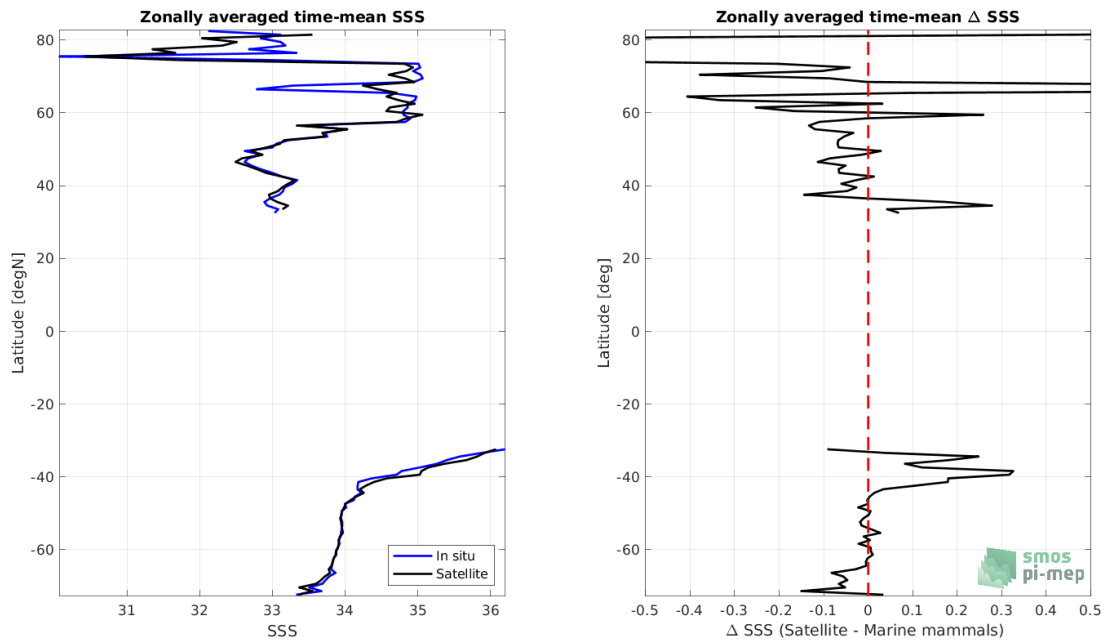 Zonally averaged time-mean SSS
80
60
40
20
0
-20
-40
-60
Latitude [degN]
31 32 33 34 35 36
SSS
In situ
Satellite
Zonally averaged time-mean Δ SSS
80
60
40
20
0
-20
-40
-60
Latitude [deg]
-0.5 -0.4 -0.3 -0.2 -0.1 0 0.1 0.2 0.3 0.4 0.5
Δ SSS (Satellite - Marine mammals)
smos
pi-mep